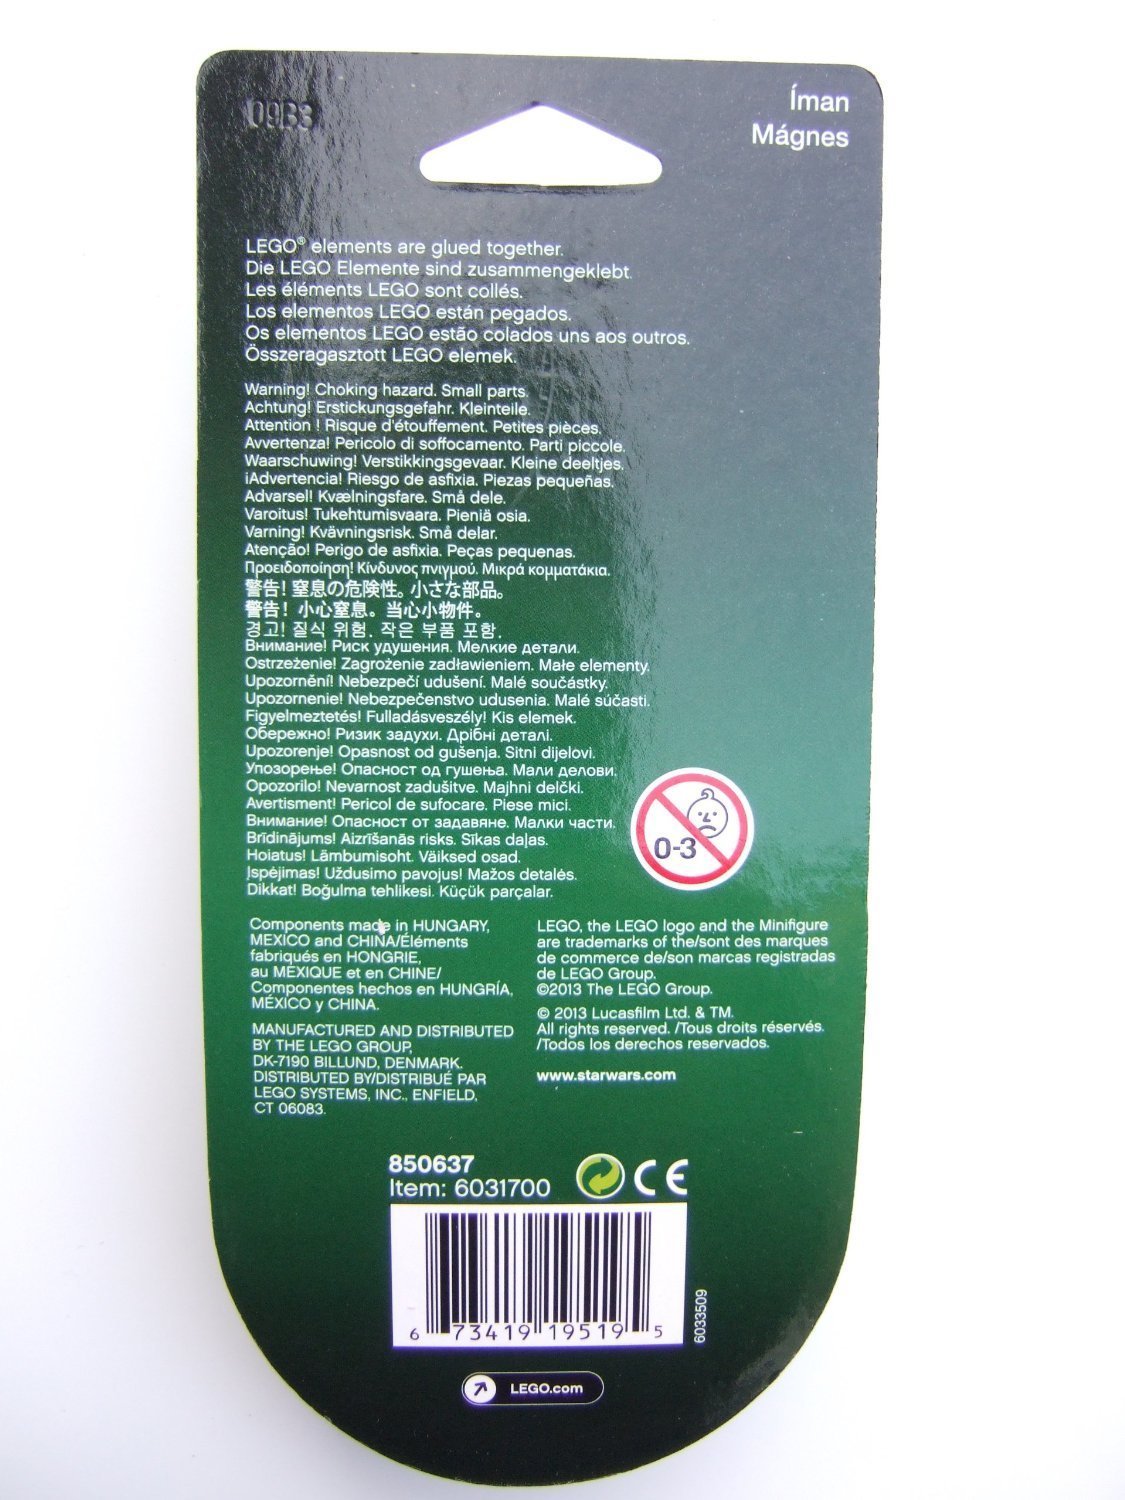 09B3
Íman
Mágnes
LEGO® elements are glued together.
Die LEGO Elemente sind zusammengeklebt.
Les éléments LEGO sont collés.
Los elementos LEGO están pegados.
Os elementos LEGO estão colados uns aos outros.
Összeragasztott LEGO elemek.
Warning! Choking hazard. Small parts.
Achtung! Erstickungsgefahr. Kleinteile.
Attention ! Risque d'étouffement. Petites pièces.
Avvertenza! Pericolo di soffocamento. Parti piccole.
Waarschuwing! Verstikkingsgevaar. Kleine deeltjes.
¡Advertencia! Riesgo de asfixia. Piezas pequeñas.
Advarsel! Kvælningsfare. Små dele.
Varoitus! Tukehtumisvaara. Pieniä osia.
Varning! Kvävningsrisk. Små delar.
Atenção! Perigo de asfixia. Peças pequenas.
Προειδοποίηση! Κίνδυνος πνιγμού. Μικρά κομματάκια.
警告! 窒息の危険性。小さな部品。
警告! 小心窒息。当心小物件。
경고! 질식 위험. 작은 부품 포함.
Внимание! Риск удушения. Мелкие детали.
Ostrzeżenie! Zagrożenie zadławieniem. Małe elementy.
Upozornění! Nebezpečí udušení. Malé součástky.
Upozornenie! Nebezpečenstvo udusenia. Malé súčasti.
Figyelmeztetés! Fulladásveszély! Kis elemek.
Обережно! Ризик задухи. Дрібні деталі.
Upozorenje! Opasnost od gušenja. Sitni dijelovi.
Упозорење! Опасност од гушења. Мали делови.
Opozorilo! Nevarnost zadušitve. Majhni delčki.
Avertisment! Pericol de sufocare. Piese mici.
Внимание! Опасност от задавяне. Малки части.
Brīdinājums! Aizrīšanās risks. Sīkas daļas.
Hoiatus! Lämbumisoht. Väiksed osad.
Įspėjimas! Uždusimo pavojus! Mažos detalės.
Dikkat! Boğulma tehlikesi. Küçük parçalar.
0-3
Components made in HUNGARY,
MEXICO and CHINA/Éléments
fabriqués en HONGRIE,
au MEXIQUE et en CHINE/
Componentes hechos en HUNGRÍA,
MÉXICO y CHINA.
MANUFACTURED AND DISTRIBUTED
BY THE LEGO GROUP,
DK-7190 BILLUND, DENMARK.
DISTRIBUTED BY/DISTRIBUÉ PAR
LEGO SYSTEMS, INC., ENFIELD,
CT 06083.
LEGO, the LEGO logo and the Minifigure
are trademarks of the/sont des marques
de commerce de/son marcas registradas
de LEGO Group.
©2013 The LEGO Group.
© 2013 Lucasfilm Ltd. & TM.
All rights reserved. /Tous droits réservés.
/Todos los derechos reservados.
www.starwars.com
850637
Item: 6031700
CE
6 73419 19519 5
6033509
LEGO.com